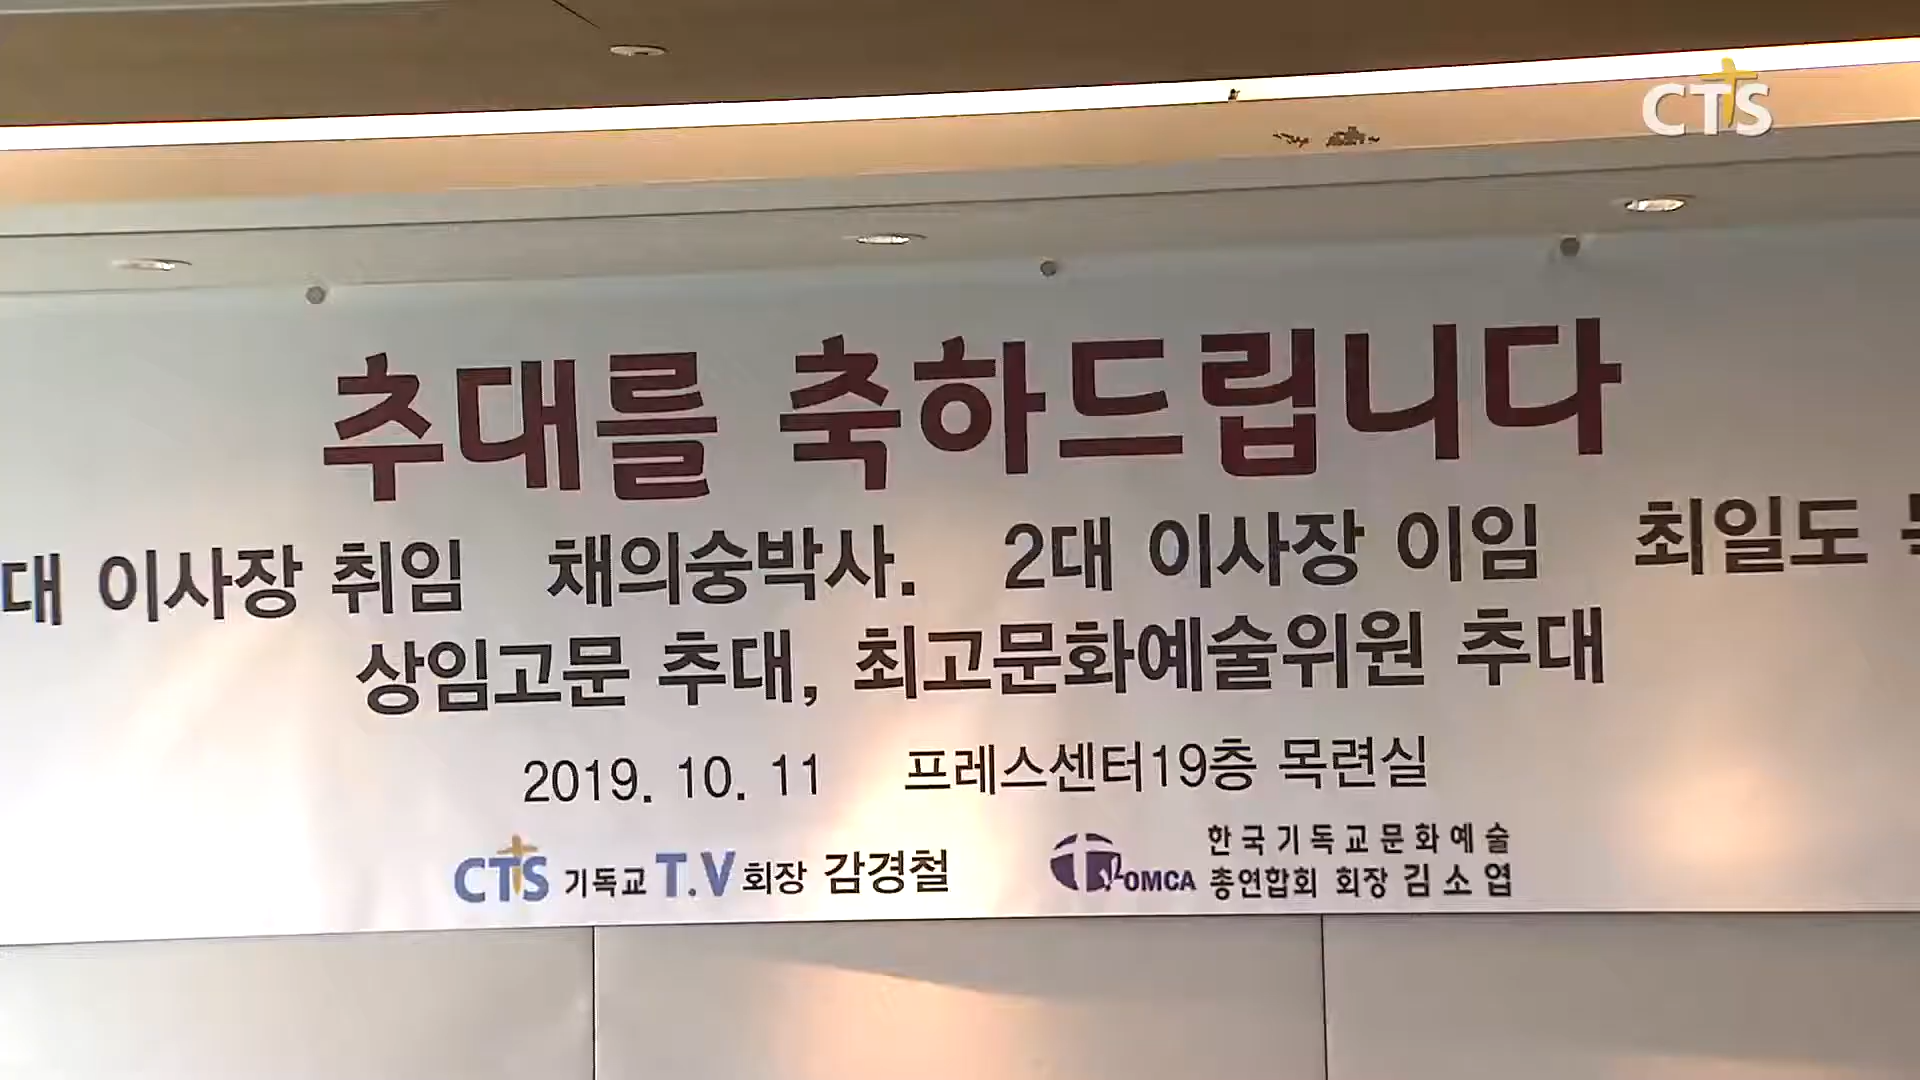 CTS
추대를 축하드립니다
대 이사장 취임 채의숭박사. 2대 이사장 이임 최일도
상임고문 추대, 최고문화예술위원 추대
2019. 10. 11 프레스센터19층 목련실
CTS 기독교 T.V 회장 감경철
OMCA 한국기독교문화예술
총연합회 회장 김소엽